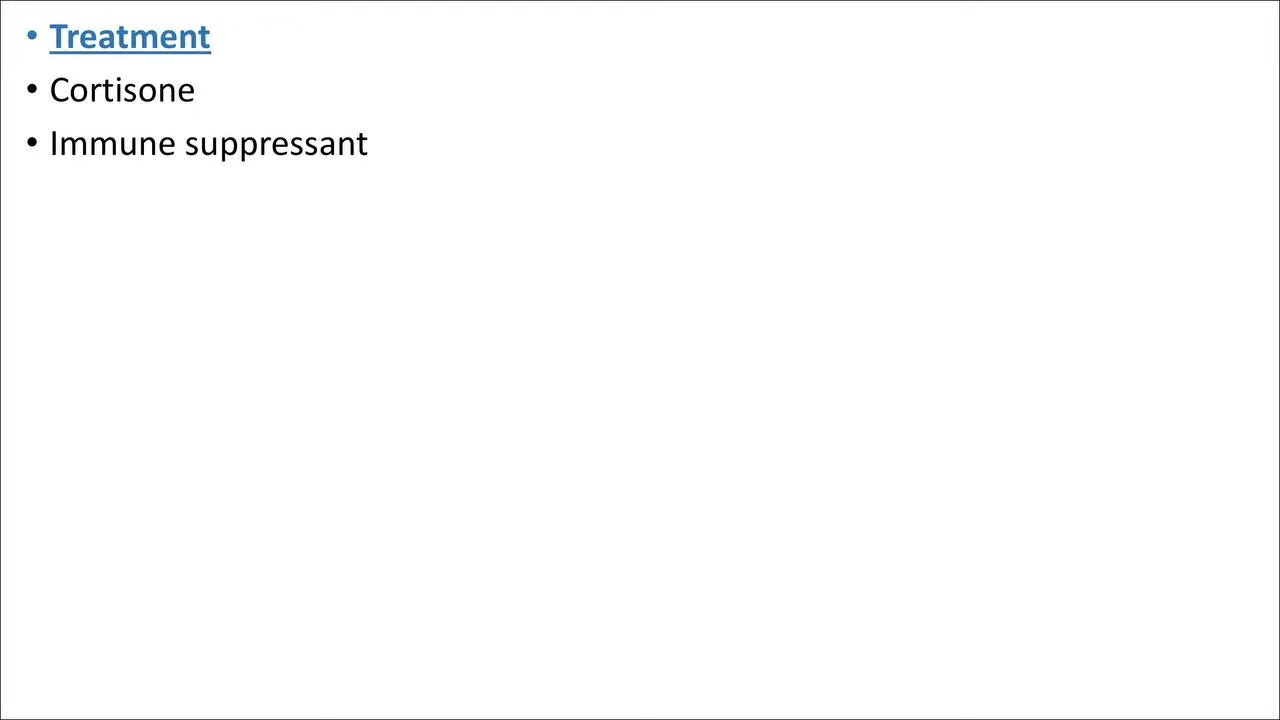 • Treatment
• Cortisone
• Immune suppressant